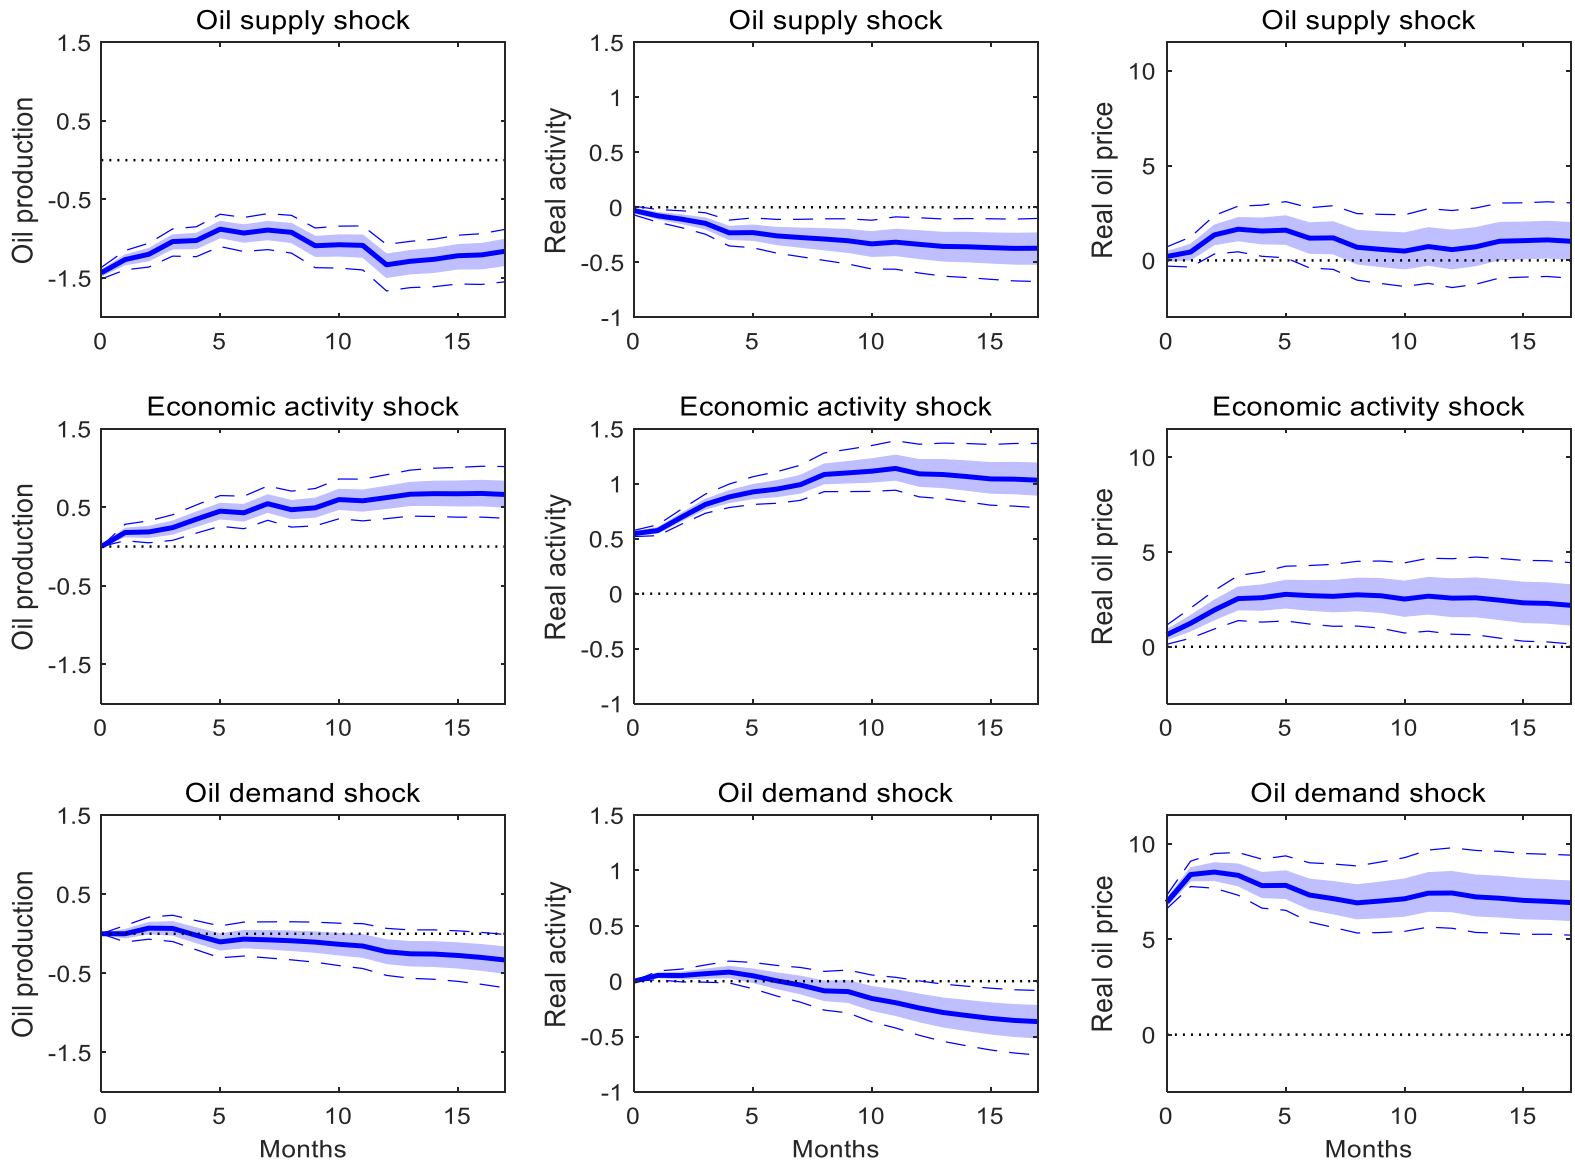 Oil supply shock
Oil production
1.5
0.5
-0.5
-1.5
0 5 10 15
Oil supply shock
Real activity
1.5
1
0.5
0
-0.5
-1
0 5 10 15
Oil supply shock
Real oil price
10
5
0
0 5 10 15
Economic activity shock
Oil production
1.5
0.5
-0.5
-1.5
0 5 10 15
Economic activity shock
Real activity
1.5
1
0.5
0
-0.5
-1
0 5 10 15
Economic activity shock
Real oil price
10
5
0
0 5 10 15
Oil demand shock
Oil production
1.5
0.5
-0.5
-1.5
0 5 10 15
Months
Oil demand shock
Real activity
1.5
1
0.5
0
-0.5
-1
0 5 10 15
Months
Oil demand shock
Real oil price
10
5
0
0 5 10 15
Months